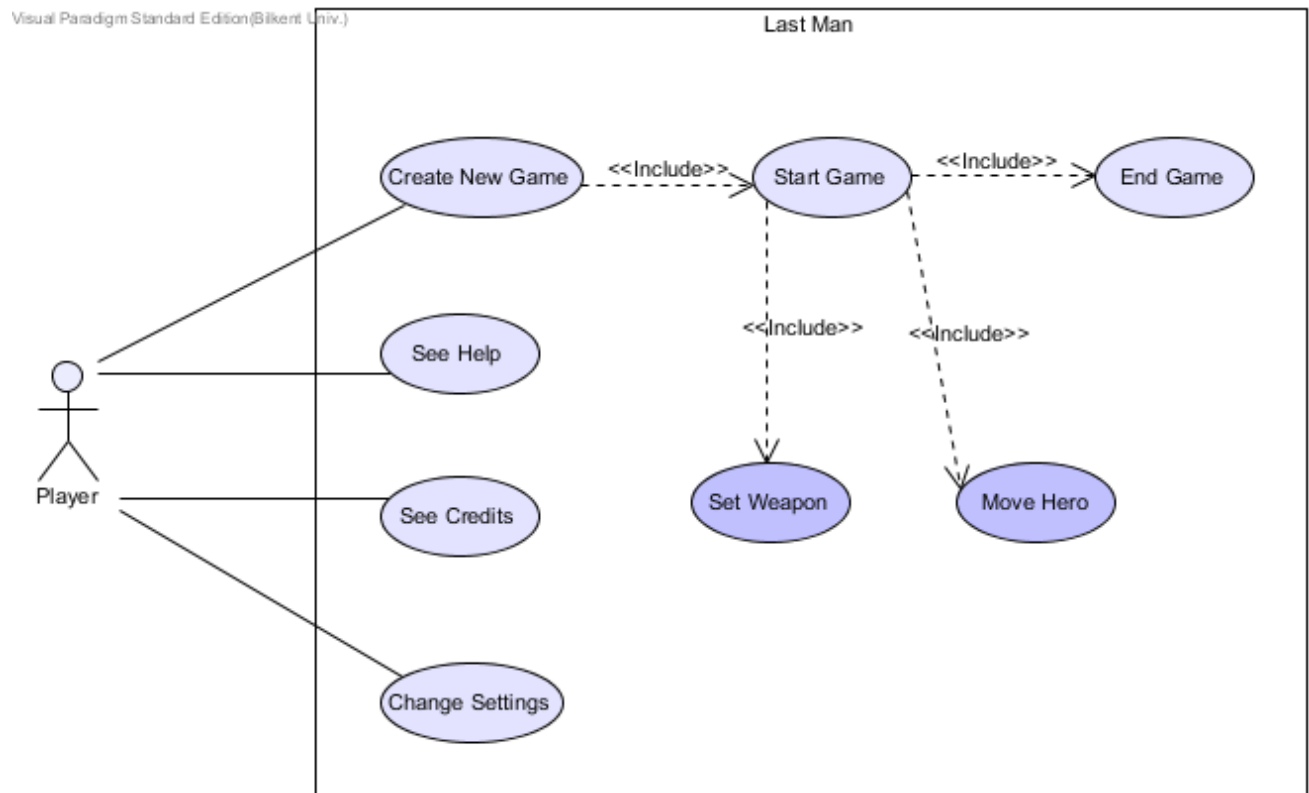 Visual Paradigm Standard Edition(Bilkent Univ.)
Last Man
Create New Game
<<Include>>
Start Game
<<Include>>
End Game
See Help
<<Include>>
<<Include>>
Player
See Credits
Set Weapon
Move Hero
Change Settings